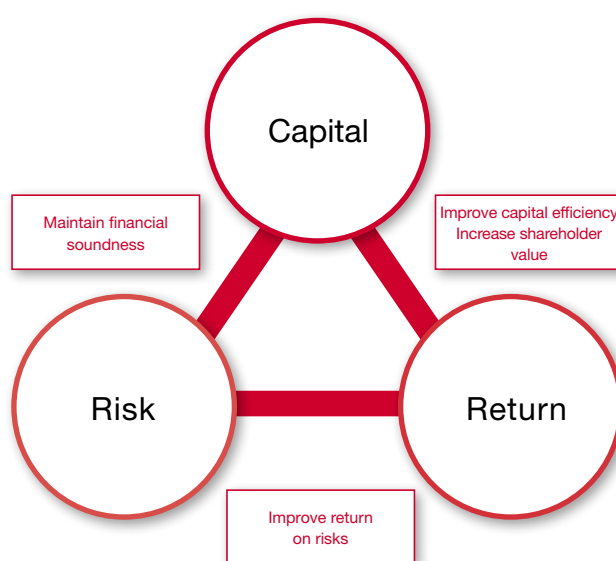 Capital
Maintain financial
soundness
Improve capital efficiency
Increase shareholder
value
Risk
Return
Improve return
on risks